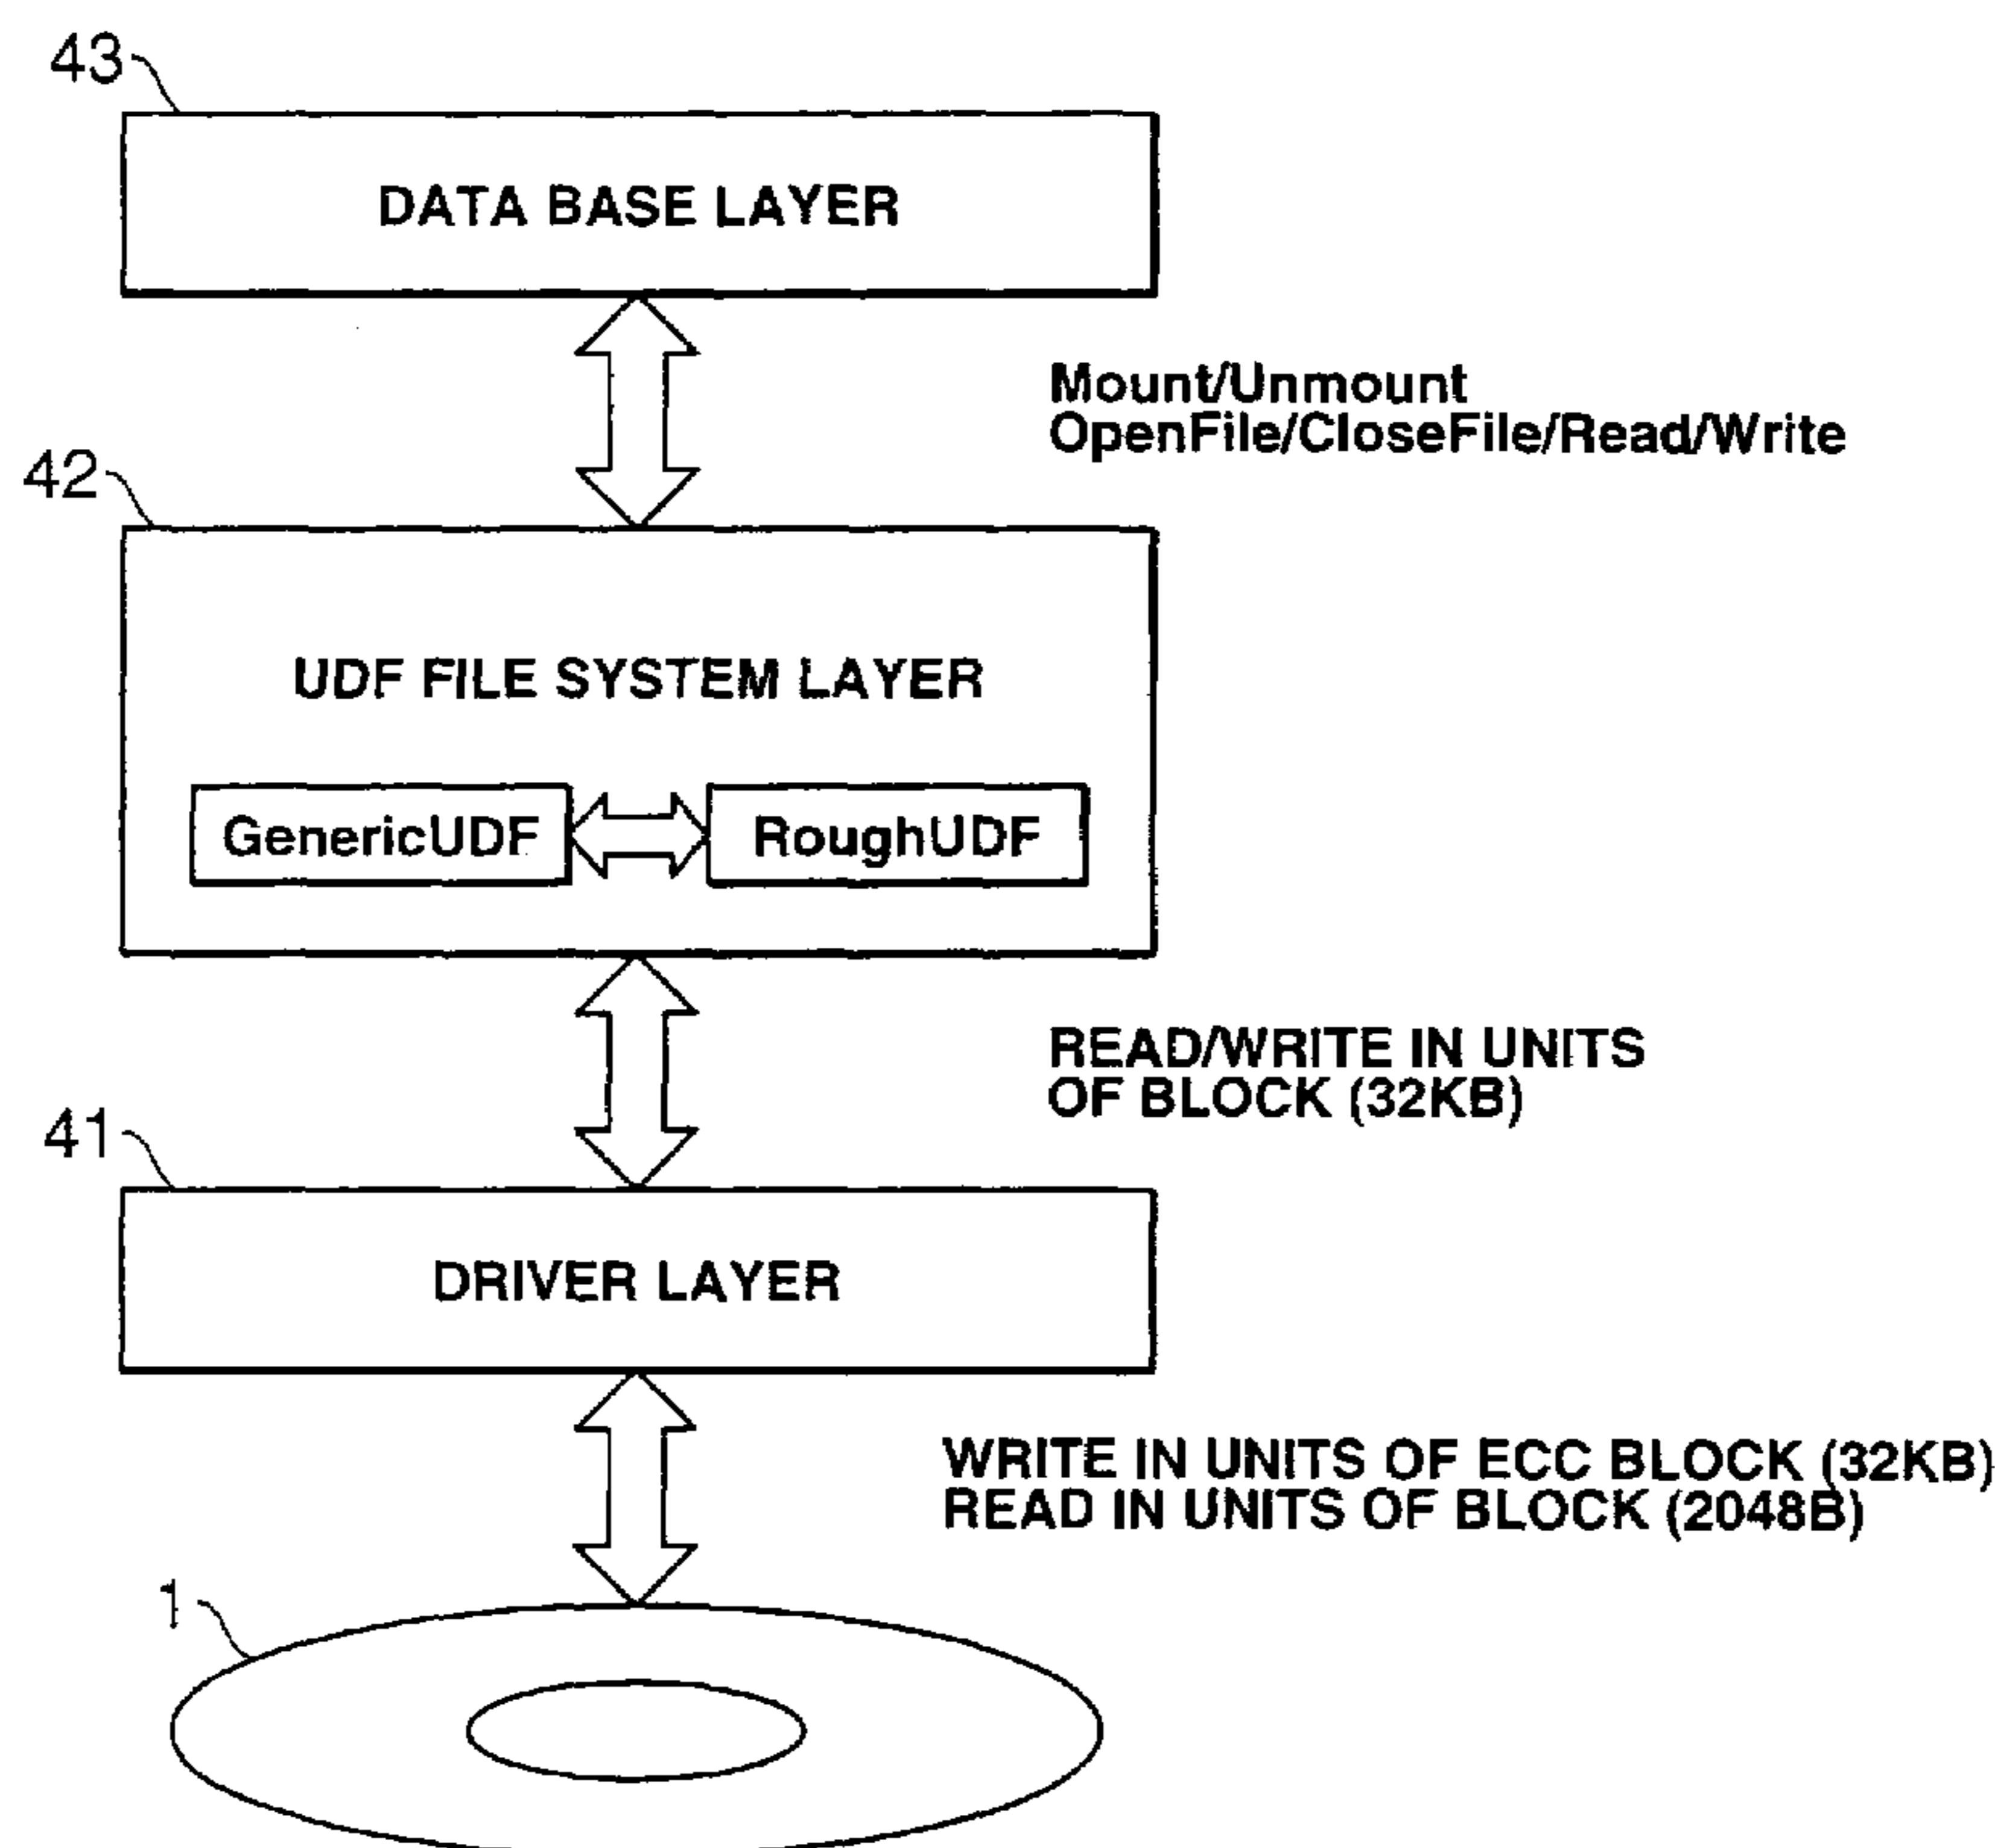 43
DATA BASE LAYER
Mount/Unmount
OpenFile/CloseFile/Read/Write
42
UDF FILE SYSTEM LAYER
GenericUDF
RoughUDF
READ/WRITE IN UNITS
OF BLOCK (32KB)
41
DRIVER LAYER
WRITE IN UNITS OF ECC BLOCK (32KB)
READ IN UNITS OF BLOCK (2048B)
1